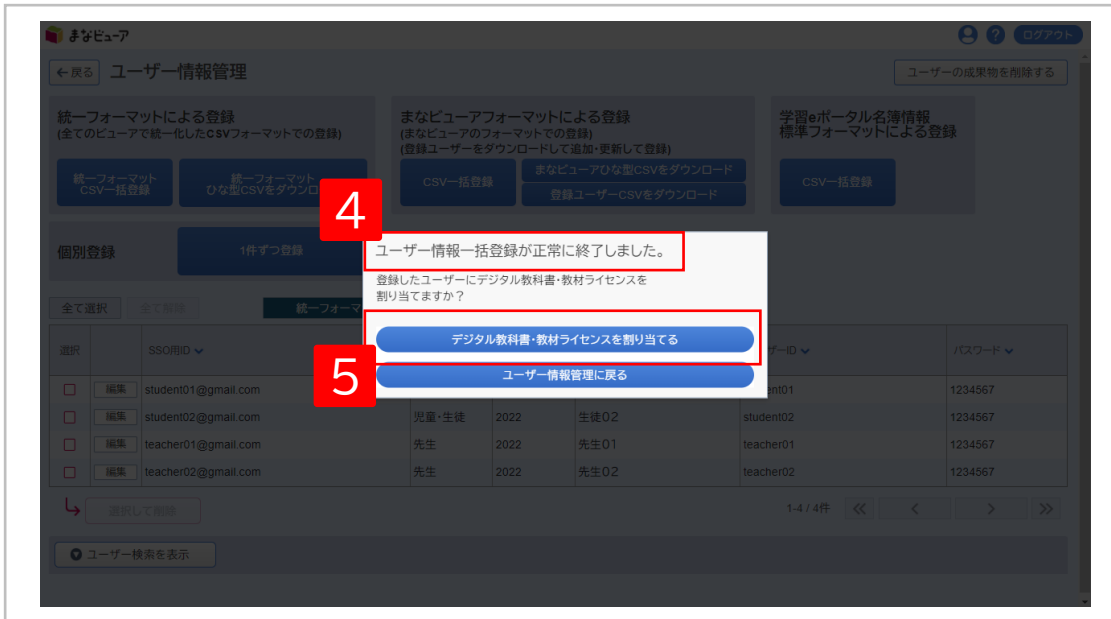 まなビューア
? ログアウト
←戻る ユーザー情報管理 ユーザーの成果物を削除する
統一フォーマットによる登録
(全てのビューアで統一化したCSVフォーマットでの登録)
統一フォーマット
CSV一括登録
統一フォーマット
ひな型CSVをダウンロ
まなビューアフォーマットによる登録
(まなビューアのフォーマットでの登録)
(登録ユーザーをダウンロードして追加・更新して登録)
CSV一括登録
まなビューアひな型CSVをダウンロード
登録ユーザーCSVをダウンロード
学習eポータル名簿情報
標準フォーマットによる登録
CSV一括登録
個別登録 1件ずつ登録
4
ユーザー情報一括登録が正常に終了しました。
登録したユーザーにデジタル教科書・教材ライセンスを
割り当てますか？
5
デジタル教科書・教材ライセンスを割り当てる
ユーザー情報管理に戻る
全て選択 全て解除 統一フォーマ
選択 SSO用ID ザーID パスワード
編集 student01@gmail.com ent01 1234567
編集 student02@gmail.com 児童・生徒 2022 生徒02 student02 1234567
編集 teacher01@gmail.com 先生 2022 先生01 teacher01 1234567
編集 teacher02@gmail.com 先生 2022 先生02 teacher02 1234567
選択して削除 1-4 / 4件
ユーザー検索を表示